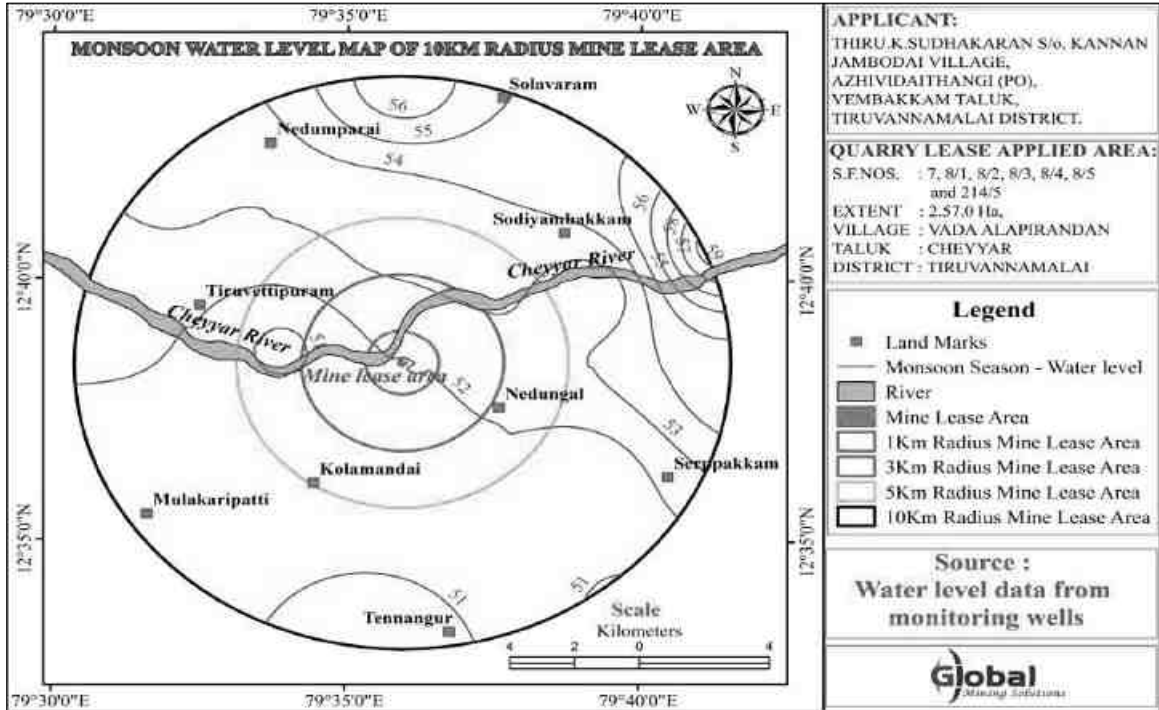 79°30'0"E 79°35'0"E 79°40'0"E
MONSOON WATER LEVEL MAP OF 10KM RADIUS MINE LEASE AREA
Solavaram
N
W E
S
56
55
Nedumparai
54
Sodiyambakkam
56
54
Cheyyar River
12°40'0"N
12°40'0"N
Tiruvettipuram
Cheyyar River
Mine lease area
52
Nedungal
53
Serppakkam
Kolamandai
Mulakaripatti
12°35'0"N
12°35'0"N
51
51
Tennangur
Scale
Kilometers
4 2 0 4
79°30'0"E 79°35'0"E 79°40'0"E
APPLICANT:
THIRU.K.SUDHAKARAN S/o. KANNAN
JAMBODAI VILLAGE,
AZHIVIDAITHANGI (PO),
VEMBAKKAM TALUK,
TIRUVANNAMALAI DISTRICT.
QUARRY LEASE APPLIED AREA:
S.F.NOS. : 7, 8/1, 8/2, 8/3, 8/4, 8/5
and 214/5
EXTENT : 2.57.0 Ha,
VILLAGE : VADA ALAPIRANDAN
TALUK : CHEYYAR
DISTRICT : TIRUVANNAMALAI
Legend
Land Marks
Monsoon Season - Water level
River
Mine Lease Area
1Km Radius Mine Lease Area
3Km Radius Mine Lease Area
5Km Radius Mine Lease Area
10Km Radius Mine Lease Area
Source :
Water level data from
monitoring wells
Global
Mining Solutions